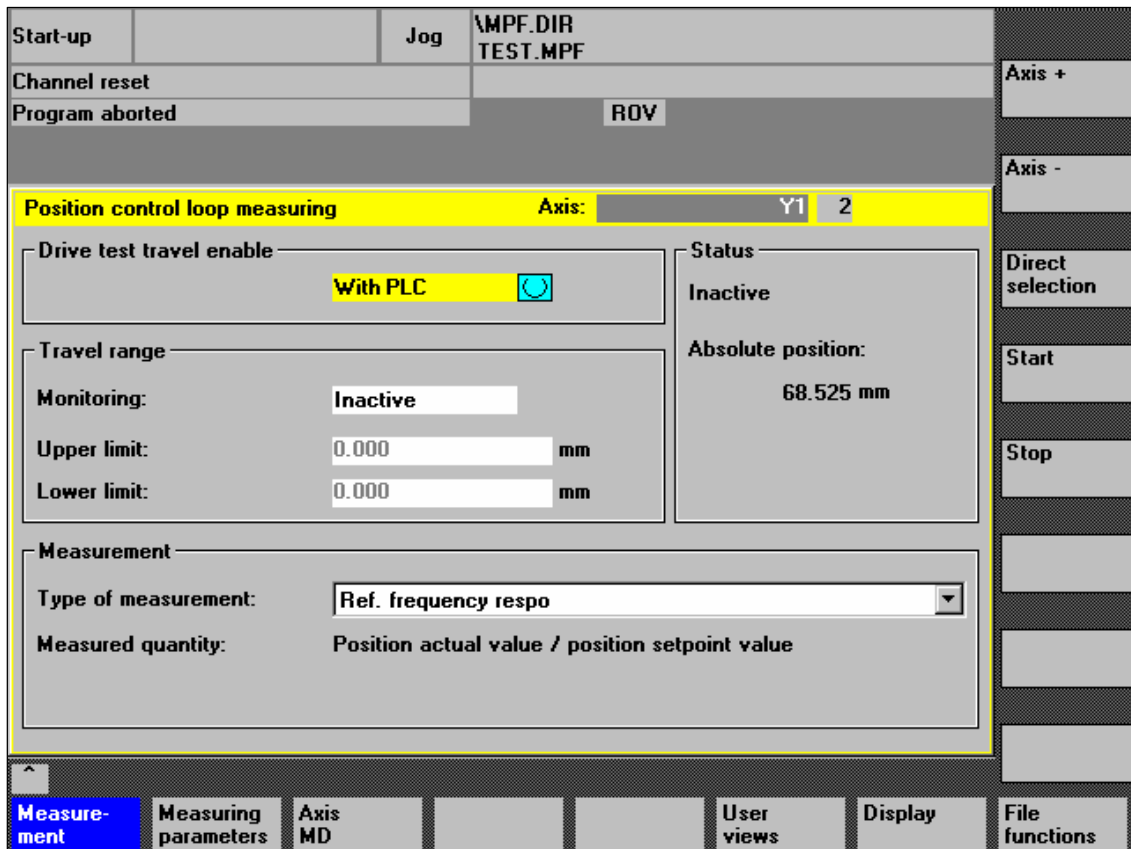 Start-up
Jog
\MPF.DIR
TEST.MPF
Channel reset
Program aborted
ROV
Position control loop measuring
Axis:
Y1
2
Drive test travel enable
With PLC
Status
Inactive
Absolute position:
68.525 mm
Travel range
Monitoring:
Inactive
Upper limit:
0.000
mm
Lower limit:
0.000
mm
Measurement
Type of measurement:
Ref. frequency respo
Measured quantity:
Position actual value / position setpoint value
Axis +
Axis -
Direct
selection
Start
Stop
^
Measure-
ment
Measuring
parameters
Axis
MD
User
views
Display
File
functions